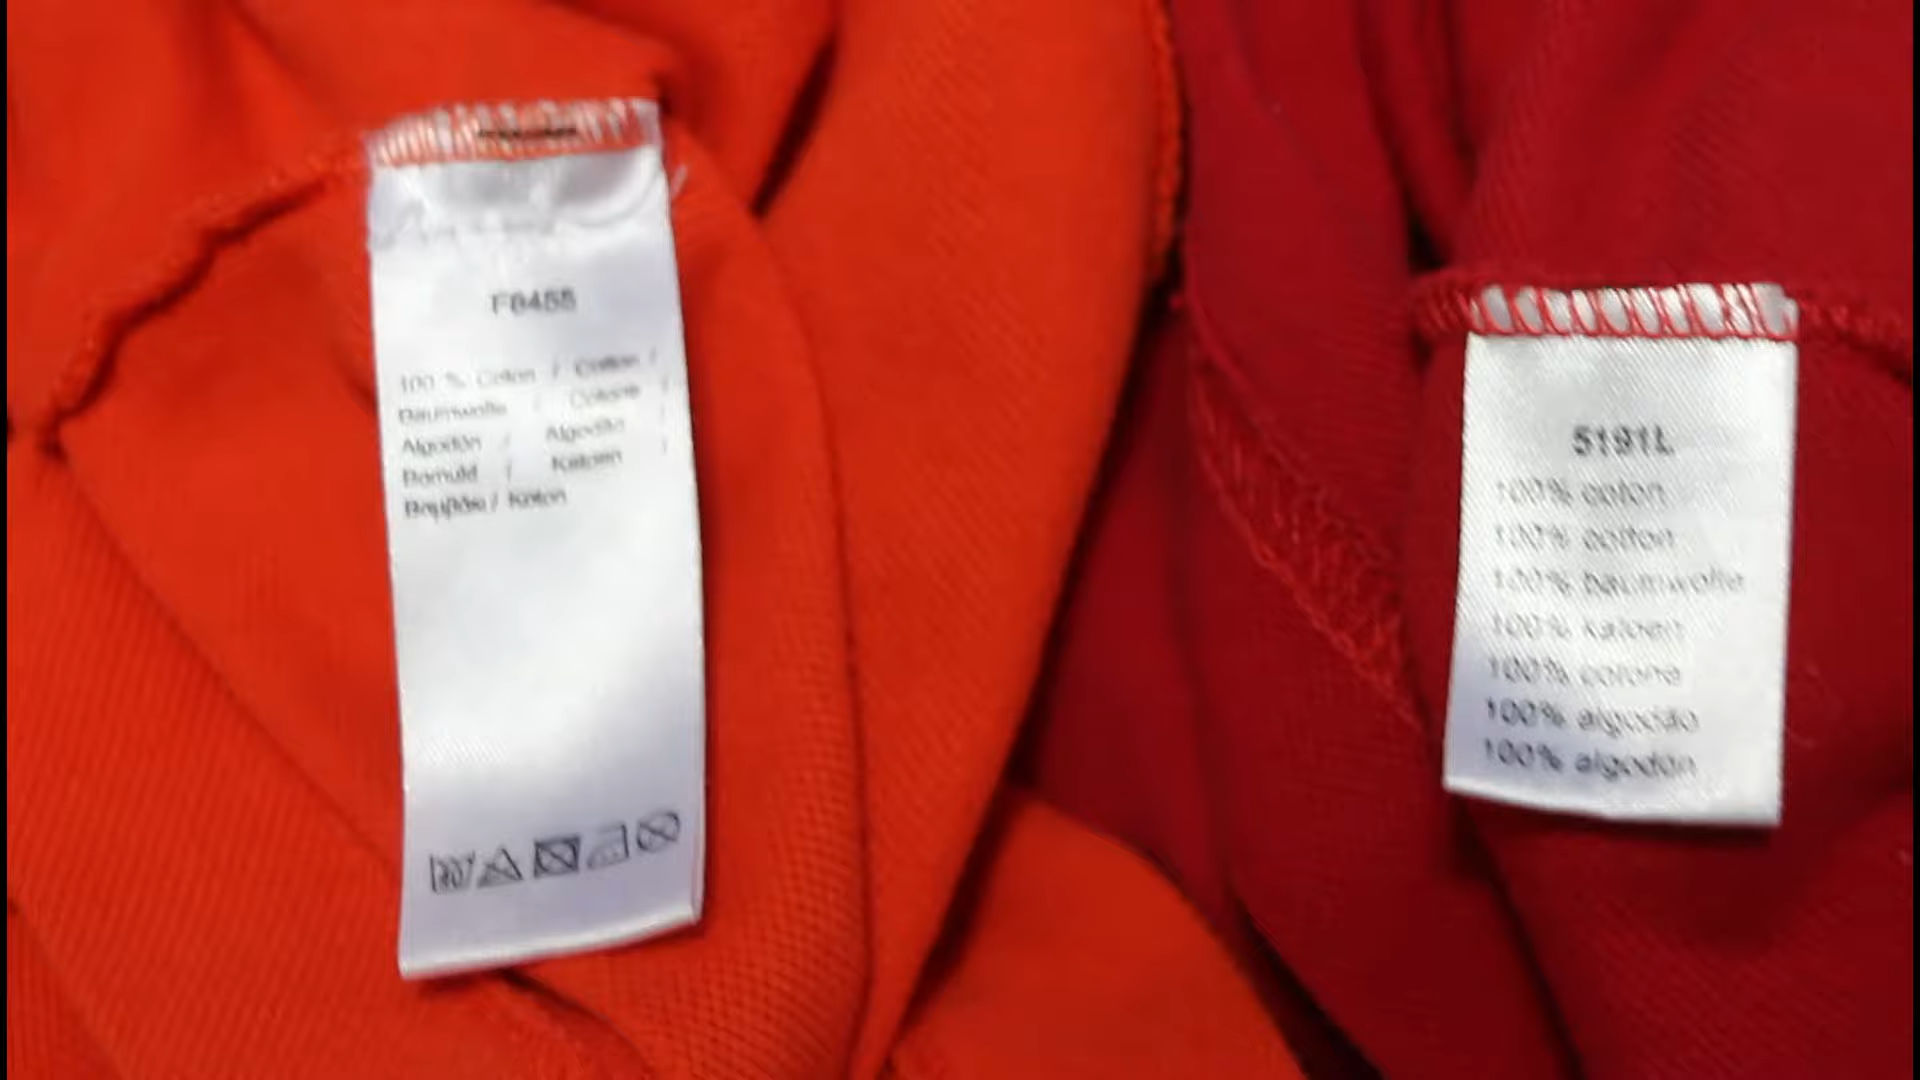 F8455
100 % Coton / Cotton /
Baumwolle / Cotone /
Algodón / Algodão /
Bomuld / Katoen /
Βαμβάκι / Koton
5191L
100% coton
100% cotton
100% baumwolle
100% katoen
100% cotone
100% algodão
100% algodón